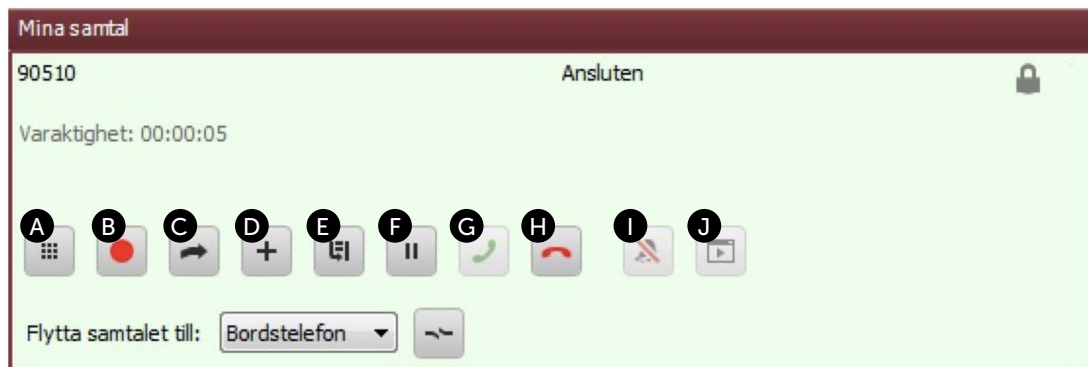 Mina samtal
90510 Ansluten
Varaktighet: 00:00:05
A B C D E F G H I J
Flytta samtalet till: Bordstelefon